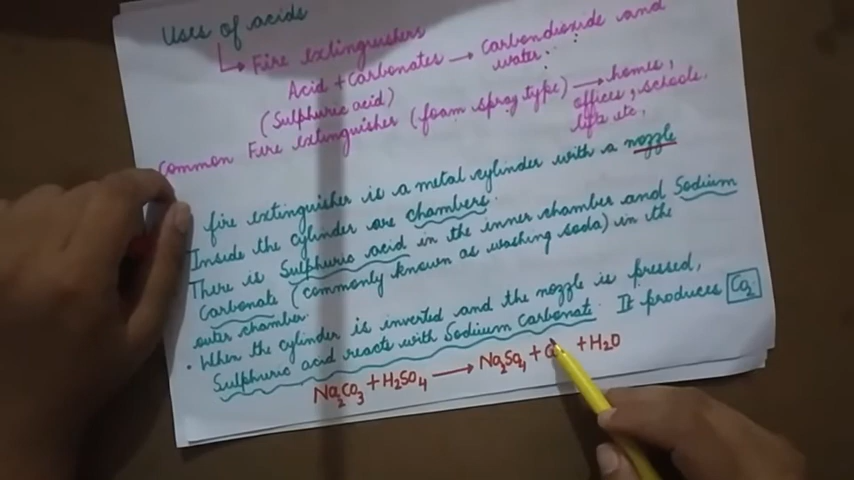 Uses of acids
Fire extinguishers
Acid + Carbonates → Carbondioxide and water.
(Sulphuric acid)
Common Fire extinguisher (foam spray type) → homes, offices, schools. lifts etc,
fire extinguisher is a metal cylinder with a nozzle
Inside the cylinder are chambers.
There is Sulphuric acid in the inner chamber and Sodium
Carbonate (commonly known as washing soda) in the
outer chamber.
• When the cylinder is inverted and the nozzle is pressed,
Sulphuric acid reacts with Sodium Carbonate. It produces CO2
Na2CO3 + H2SO4 → Na2SO4 + C + H2O